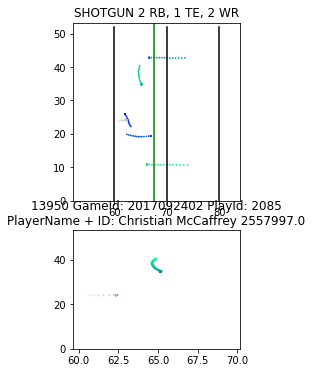 SHOTGUN 2 RB, 1 TE, 2 WR
50
40
30
20
10
0
60 70 80
13950 GameId: 2017092402 PlayId: 2085
PlayerName + ID: Christian McCaffrey 2557997.0
40
20
0
60.0 62.5 65.0 67.5 70.0